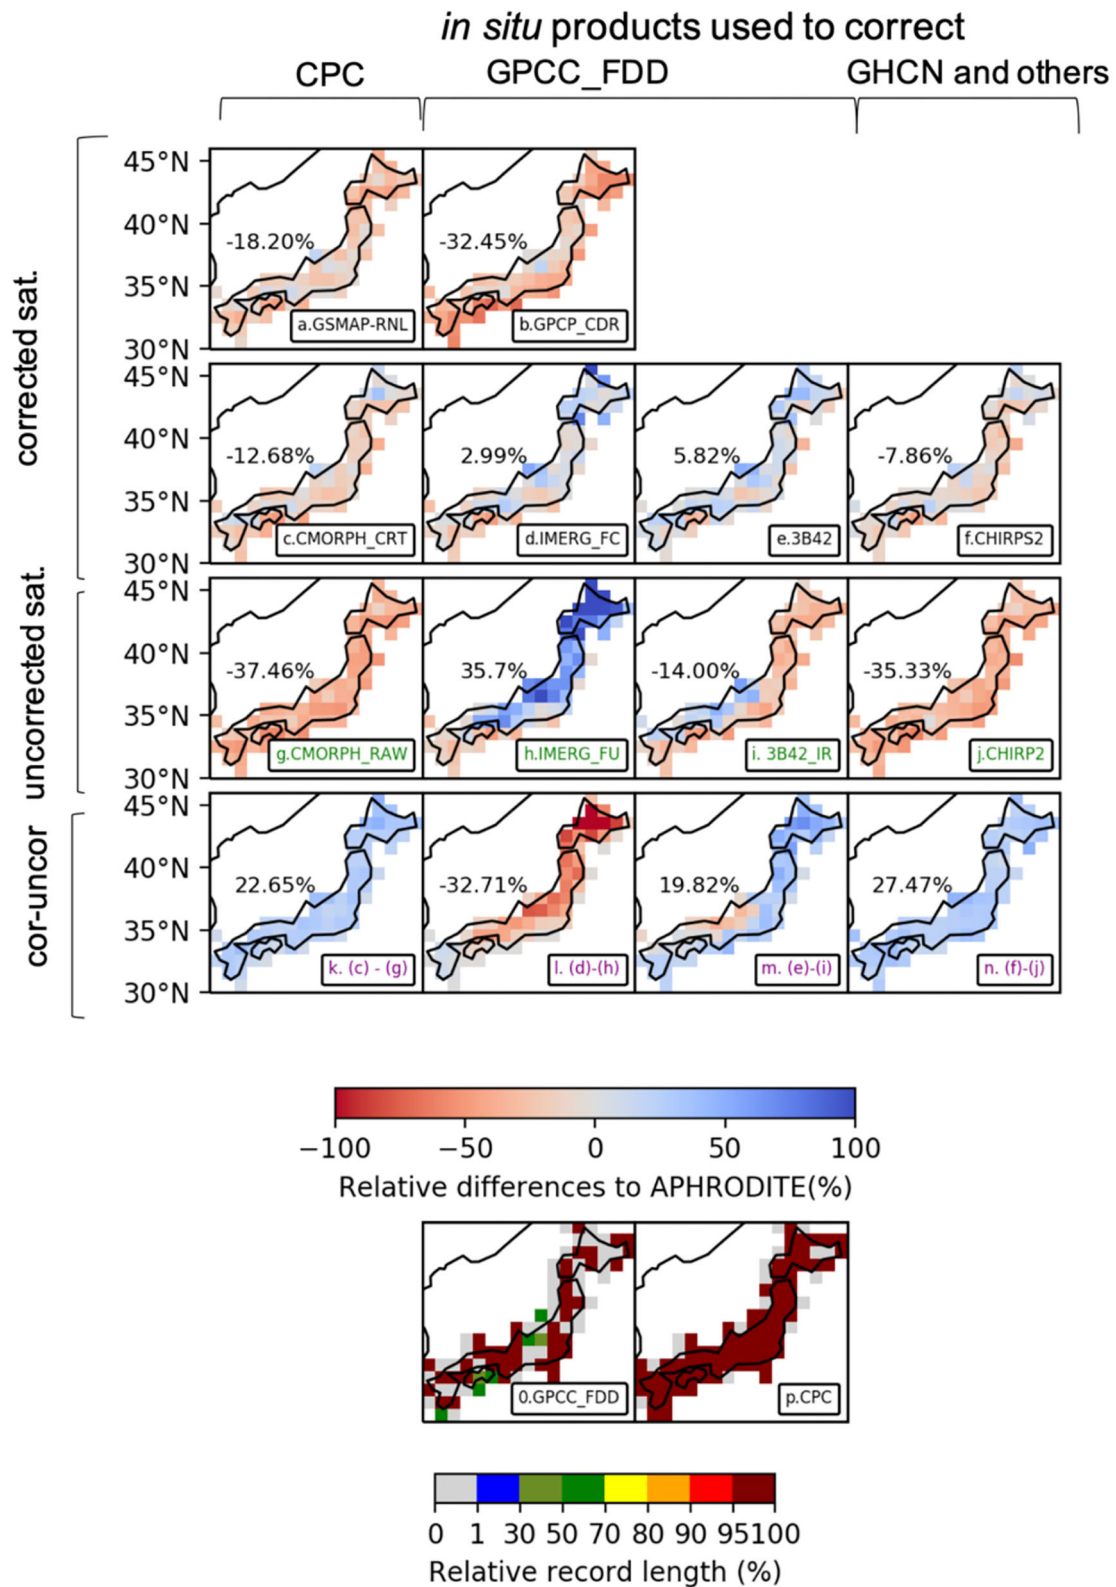 in situ products used to correct
CPC
GPCC_FDD
GHCN and others
corrected sat.
uncorrected sat.
cor-uncor
45°N
40°N
35°N
30°N
-18.20%
a.GSMAP-RNL
-32.45%
b.GPCP_CDR
45°N
40°N
35°N
30°N
-12.68%
c.CMORPH_CRT
2.99%
d.IMERG_FC
5.82%
e.3B42
-7.86%
f.CHIRPS2
45°N
40°N
35°N
30°N
-37.46%
g.CMORPH_RAW
35.7%
h.IMERG_FU
-14.00%
i. 3B42_IR
-35.33%
j.CHIRP2
45°N
40°N
35°N
30°N
22.65%
k. (c) - (g)
-32.71%
l. (d)-(h)
19.82%
m. (e)-(i)
27.47%
n. (f)-(j)
−100 −50 0 50 100
Relative differences to APHRODITE(%)
0.GPCC_FDD
p.CPC
0 1 30 50 70 80 90 95 100
Relative record length (%)